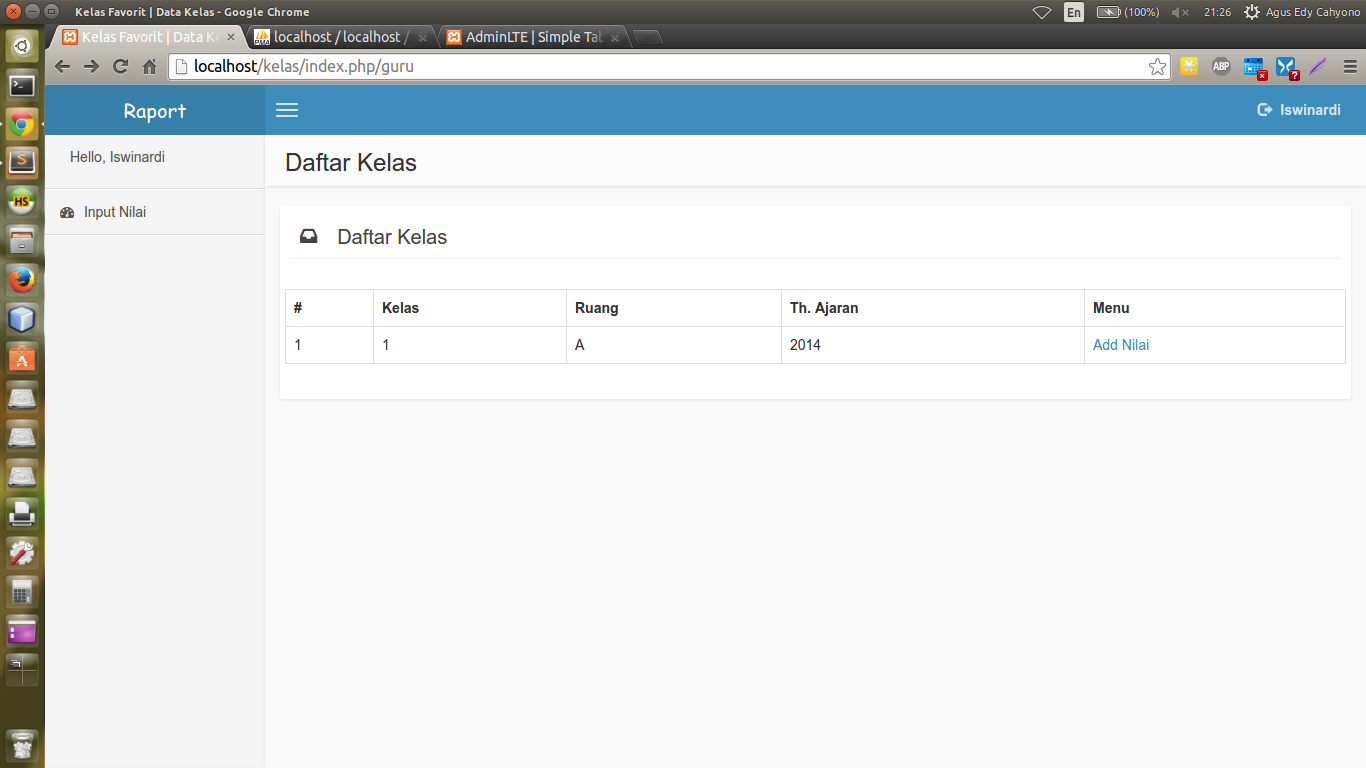 Kelas Favorit | Data Kelas - Google Chrome
En (100%) 21:26 Agus Edy Cahyono
Kelas Favorit | Data K localhost / localhost / AdminLTE | Simple Tab
localhost/kelas/index.php/guru
ABP
Raport
Iswinardi
Hello, Iswinardi
Input Nilai
Daftar Kelas
Daftar Kelas
# Kelas Ruang Th. Ajaran Menu
1 1 A 2014 Add Nilai
HS